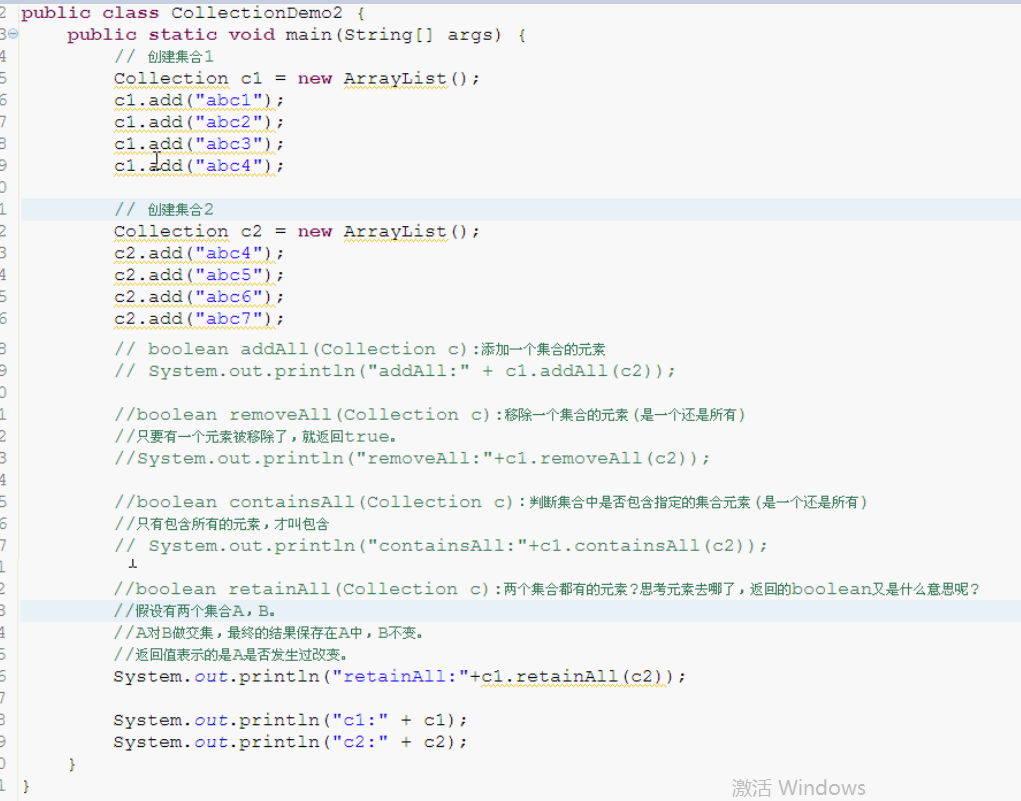 2 public class CollectionDemo2 {
3 public static void main(String[] args) {
4 // 创建集合1
5 Collection c1 = new ArrayList();
6 c1.add("abc1");
7 c1.add("abc2");
8 c1.add("abc3");
9 c1.add("abc4");
0
1 // 创建集合2
2 Collection c2 = new ArrayList();
3 c2.add("abc4");
4 c2.add("abc5");
5 c2.add("abc6");
6 c2.add("abc7");
8 // boolean addAll(Collection c):添加一个集合的元素
9 // System.out.println("addAll:" + c1.addAll(c2));
0
1 //boolean removeAll(Collection c):移除一个集合的元素(是一个还是所有)
2 //只要有一个元素被移除了，就返回true。
3 //System.out.println("removeAll:"+c1.removeAll(c2));
4
5 //boolean containsAll(Collection c)：判断集合中是否包含指定的集合元素(是一个还是所有)
6 //只有包含所有的元素，才叫包含
7 // System.out.println("containsAll:"+c1.containsAll(c2));
1
2 //boolean retainAll(Collection c):两个集合都有的元素?思考元素去哪了，返回的boolean又是什么意思呢?
3 //假设有两个集合A，B。
4 //A对B做交集，最终的结果保存在A中，B不变。
5 //返回值表示的是A是否发生过改变。
6 System.out.println("retainAll:"+c1.retainAll(c2));
7
8 System.out.println("c1:" + c1);
9 System.out.println("c2:" + c2);
0 }
1 }
激活 Windows